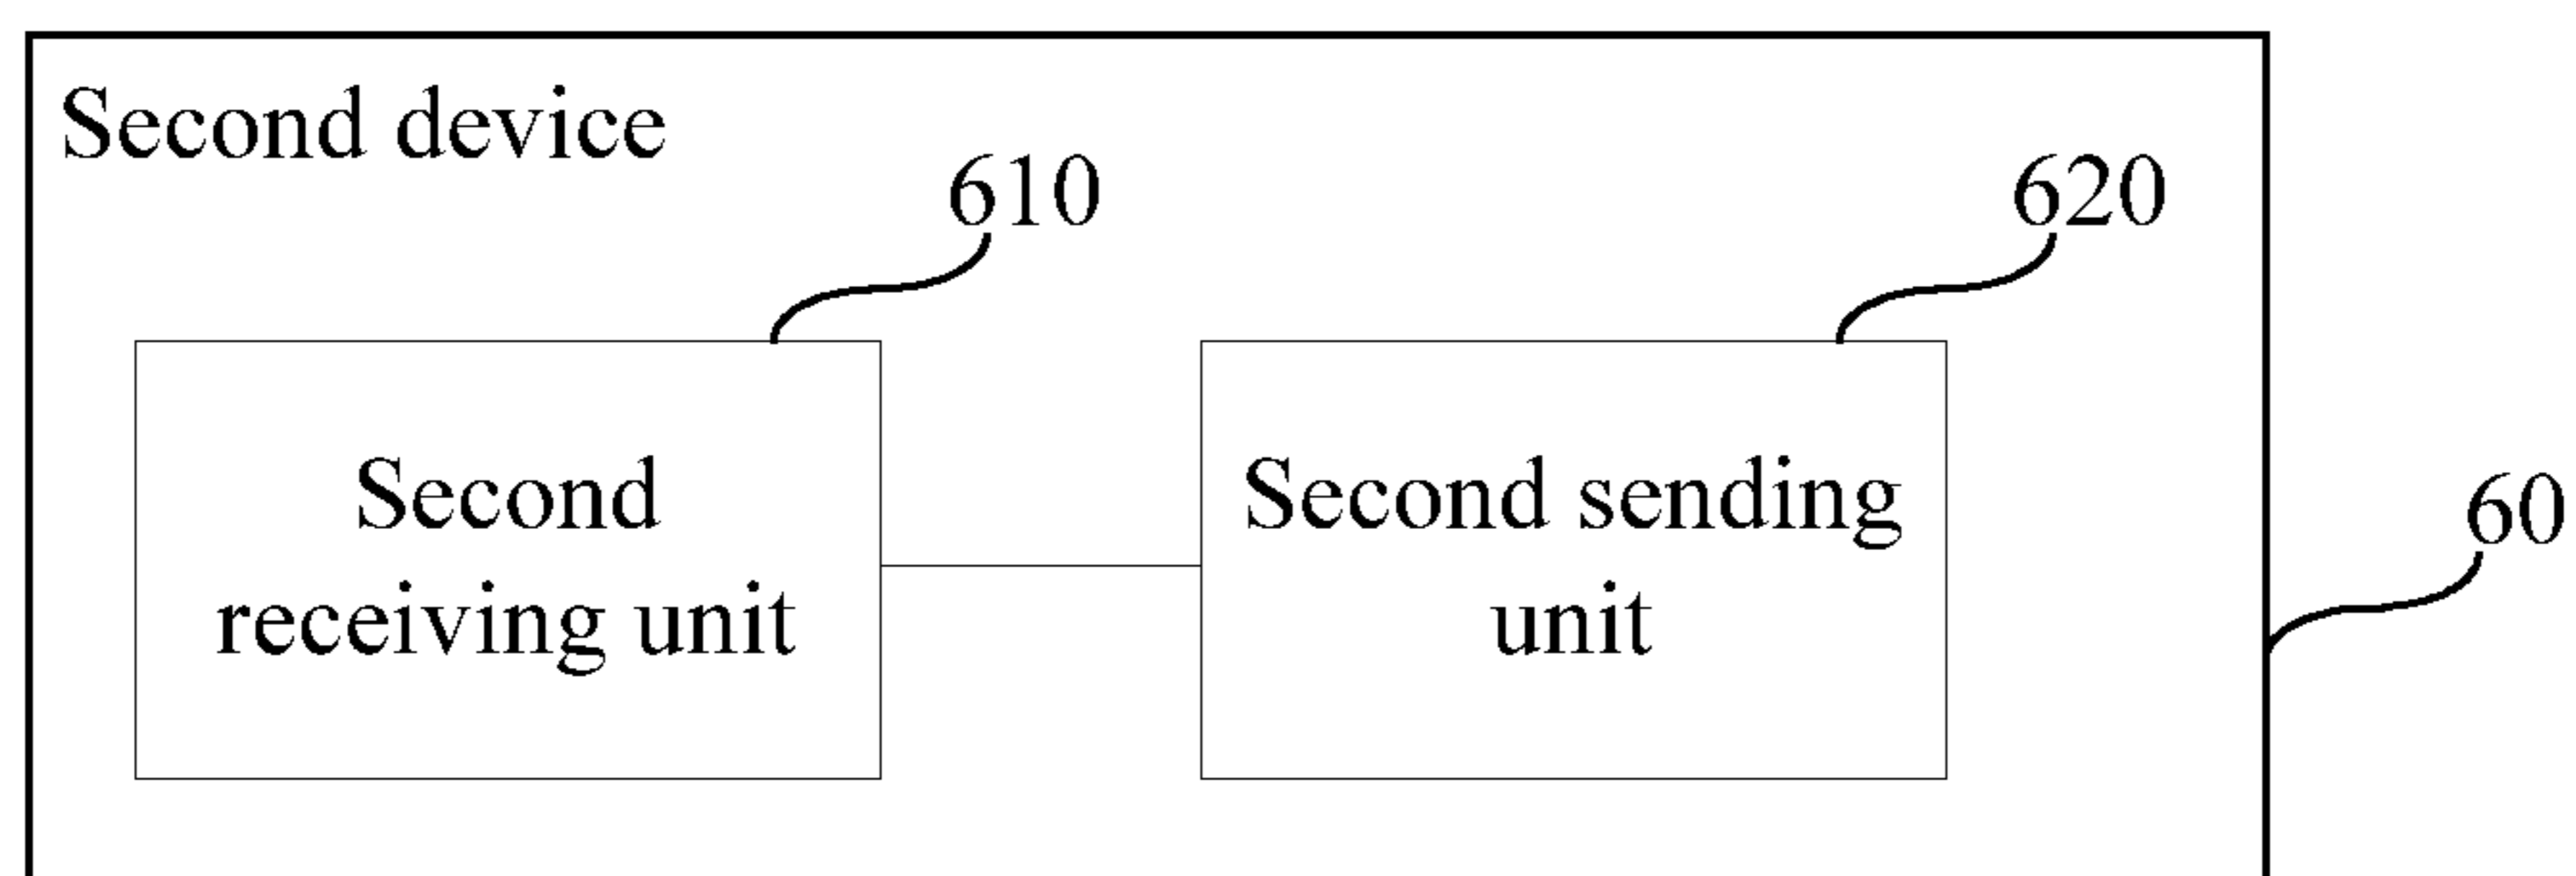 Second device
610
620
Second
receiving unit
Second sending
unit
60